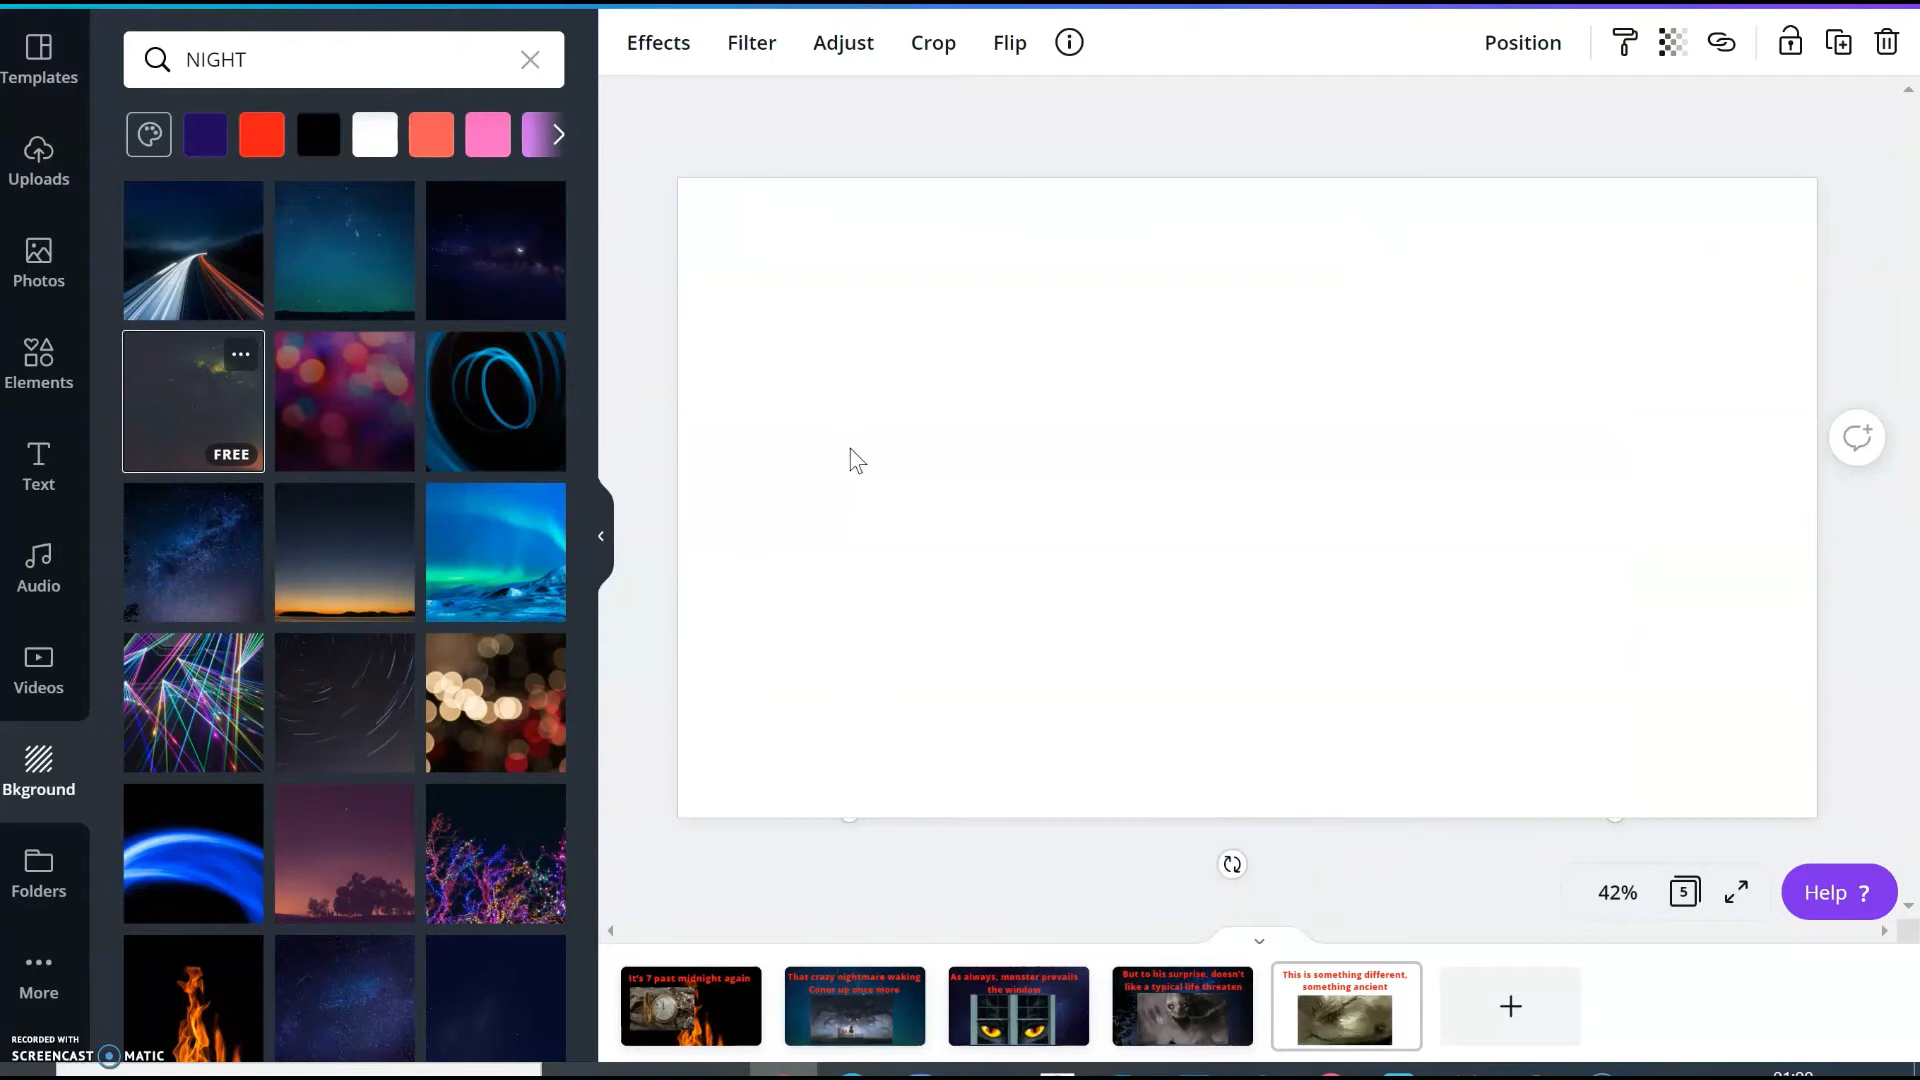 Templates
Uploads
Photos
Elements
Text
Audio
Videos
Bkground
Folders
More
RECORDED WITH
SCREENCAST MATIC
NIGHT
FREE
Effects
Filter
Adjust
Crop
Flip
Position
42%
5
Help ?
It's 7 past midnight again
That crazy nightmare waking
Conor up once more
As always, monster prevails
the window
But to his surprise, doesn't
like a typical life threaten
This is something different,
something ancient